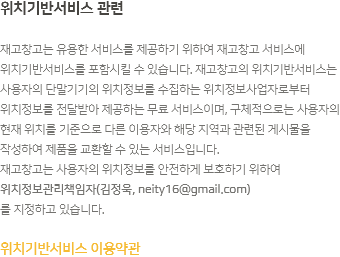 위치기반서비스 관련
재고창고는 유용한 서비스를 제공하기 위하여 재고창고 서비스에
위치기반서비스를 포함시킬 수 있습니다. 재고창고의 위치기반서비스는
사용자의 단말기기의 위치정보를 수집하는 위치정보사업자로부터
위치정보를 전달받아 제공하는 무료 서비스이며, 구체적으로는 사용자의
현재 위치를 기준으로 다른 이용자와 해당 지역과 관련된 게시물을
작성하여 제품을 교환할 수 있는 서비스입니다.
재고창고는 사용자의 위치정보를 안전하게 보호하기 위하여
위치정보관리책임자(김정욱, neity16@gmail.com)
를 지정하고 있습니다.
위치기반서비스 이용약관